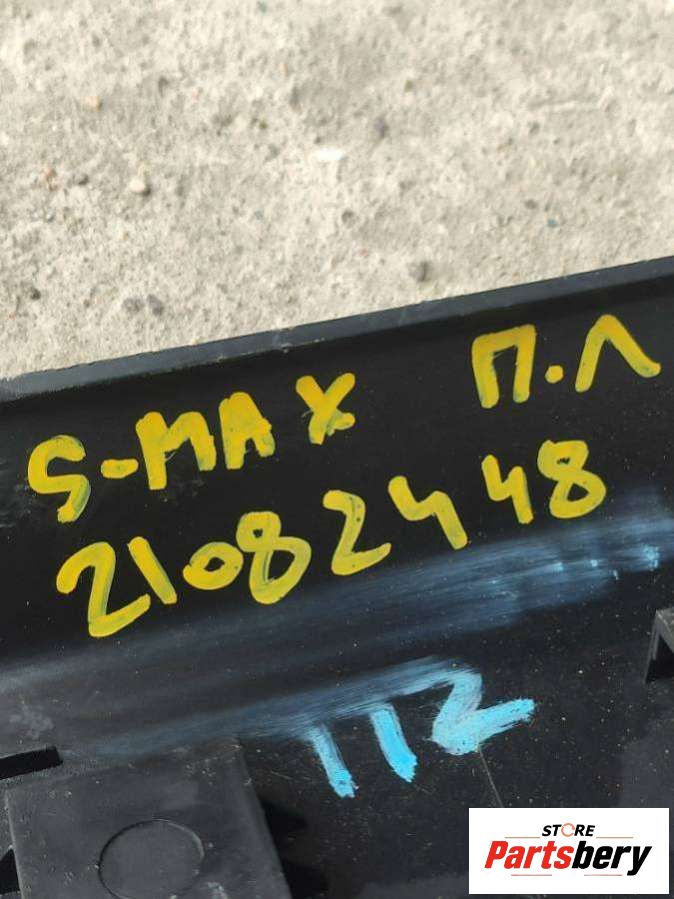 S-MAX П.Л
21082448
112
STORE
Partsbery